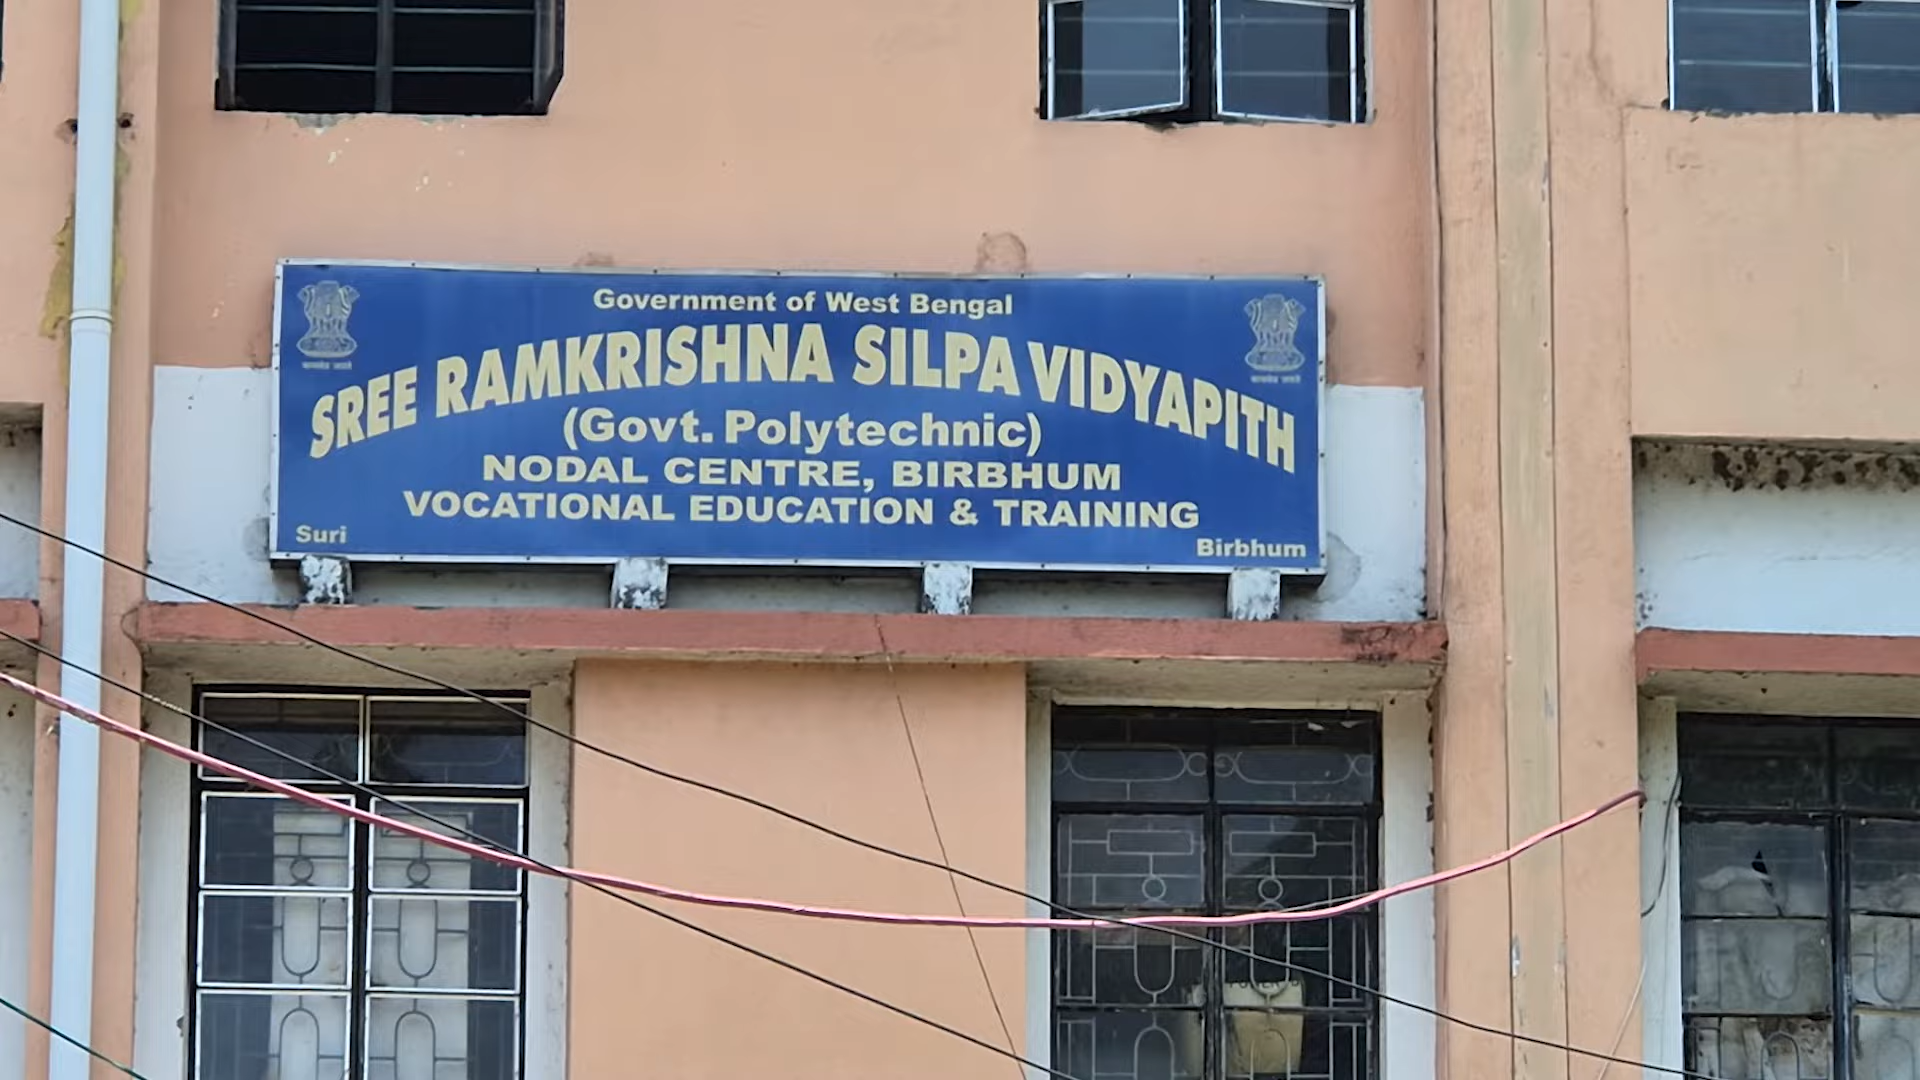 Government of West Bengal
SREE RAMKRISHNA SILPA VIDYAPITH
(Govt. Polytechnic)
NODAL CENTRE, BIRBHUM
VOCATIONAL EDUCATION & TRAINING
Suri
Birbhum